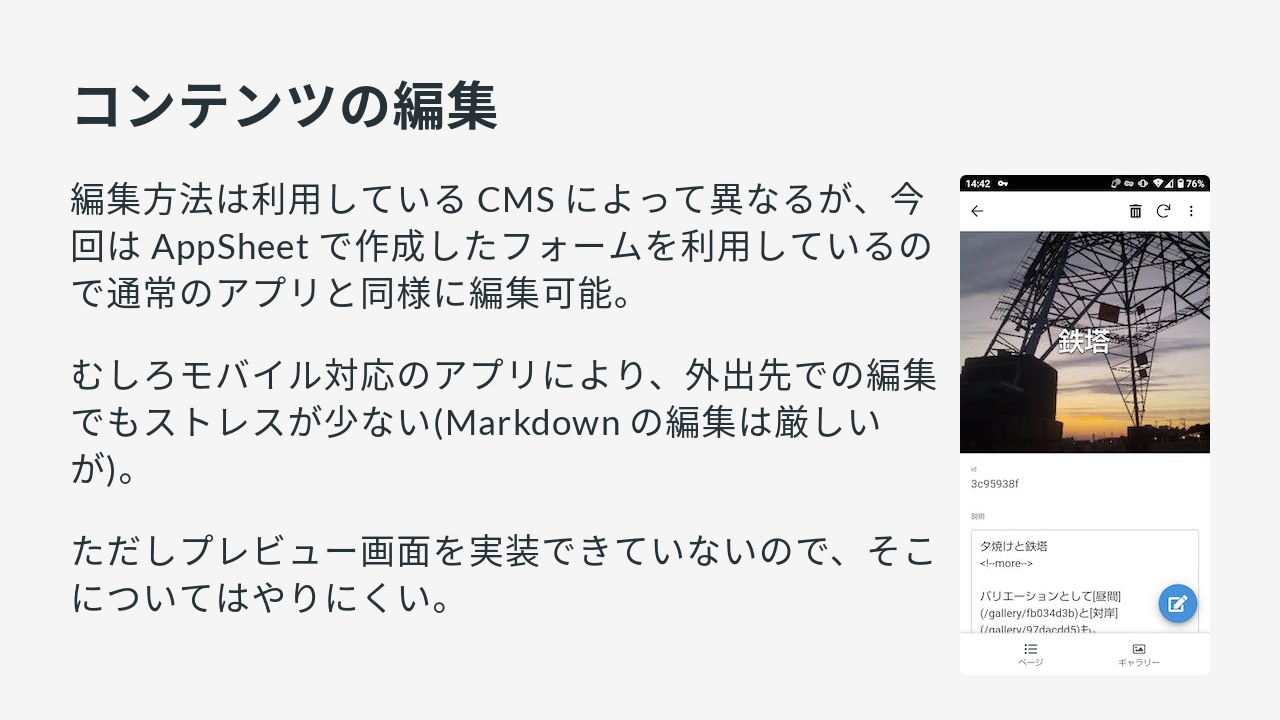 コンテンツの編集
編集方法は利用している CMS によって異なるが、今
回は AppSheet で作成したフォームを利用しているの
で通常のアプリと同様に編集可能。
むしろモバイル対応のアプリにより、外出先での編集
でもストレスが少ない(Markdown の編集は厳しい
が)。
ただしプレビュー画面を実装できていないので、そこ
についてはやりにくい。
14:42 76%
鉄塔
id
3c95938f
説明
夕焼けと鉄塔
<!--more-->
バリエーションとして[昼間]
(/gallery/fb034d3b)と[対岸]
(/gallery/97dacdd5)も。
ページ ギャラリー